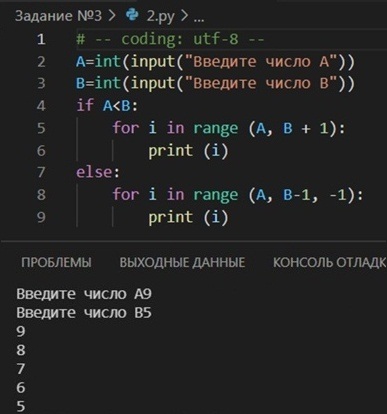 Задание №3 > 2.py > ...
1 # -- coding: utf-8 --
2 A=int(input("Введите число A"))
3 B=int(input("Введите число B"))
4 if A<B:
5 for i in range (A, B + 1):
6 print (i)
7 else:
8 for i in range (A, B-1, -1):
9 print (i)
ПРОБЛЕМЫ ВЫХОДНЫЕ ДАННЫЕ КОНСОЛЬ ОТЛАДК
Введите число A9
Введите число B5
9
8
7
6
5